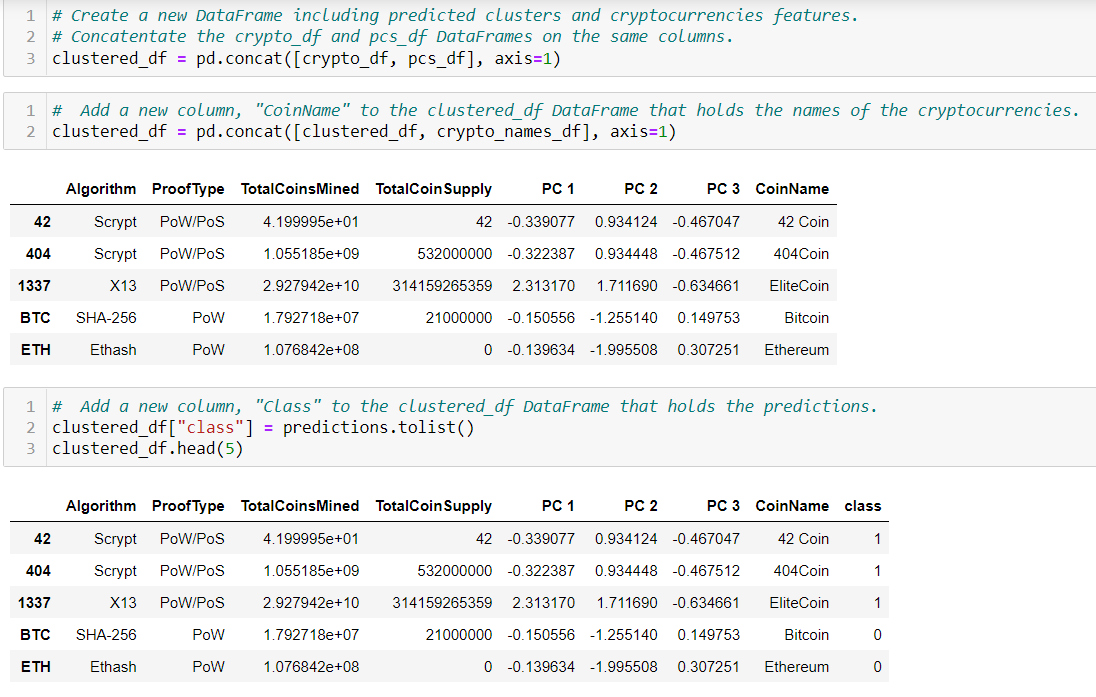 1 # Create a new DataFrame including predicted clusters and cryptocurrencies features.
2 # Concatentate the crypto_df and pcs_df DataFrames on the same columns.
3 clustered_df = pd.concat([crypto_df, pcs_df], axis=1)
1 #  Add a new column, "CoinName" to the clustered_df DataFrame that holds the names of the cryptocurrencies.
2 clustered_df = pd.concat([clustered_df, crypto_names_df], axis=1)
Algorithm ProofType TotalCoinsMined TotalCoinSupply PC 1 PC 2 PC 3 CoinName
42 Scrypt PoW/PoS 4.199995e+01 42 -0.339077 0.934124 -0.467047 42 Coin
404 Scrypt PoW/PoS 1.055185e+09 532000000 -0.322387 0.934448 -0.467512 404Coin
1337 X13 PoW/PoS 2.927942e+10 314159265359 2.313170 1.711690 -0.634661 EliteCoin
BTC SHA-256 PoW 1.792718e+07 21000000 -0.150556 -1.255140 0.149753 Bitcoin
ETH Ethash PoW 1.076842e+08 0 -0.139634 -1.995508 0.307251 Ethereum
1 #  Add a new column, "Class" to the clustered_df DataFrame that holds the predictions.
2 clustered_df["class"] = predictions.tolist()
3 clustered_df.head(5)
Algorithm ProofType TotalCoinsMined TotalCoinSupply PC 1 PC 2 PC 3 CoinName class
42 Scrypt PoW/PoS 4.199995e+01 42 -0.339077 0.934124 -0.467047 42 Coin 1
404 Scrypt PoW/PoS 1.055185e+09 532000000 -0.322387 0.934448 -0.467512 404Coin 1
1337 X13 PoW/PoS 2.927942e+10 314159265359 2.313170 1.711690 -0.634661 EliteCoin 1
BTC SHA-256 PoW 1.792718e+07 21000000 -0.150556 -1.255140 0.149753 Bitcoin 0
ETH Ethash PoW 1.076842e+08 0 -0.139634 -1.995508 0.307251 Ethereum 0